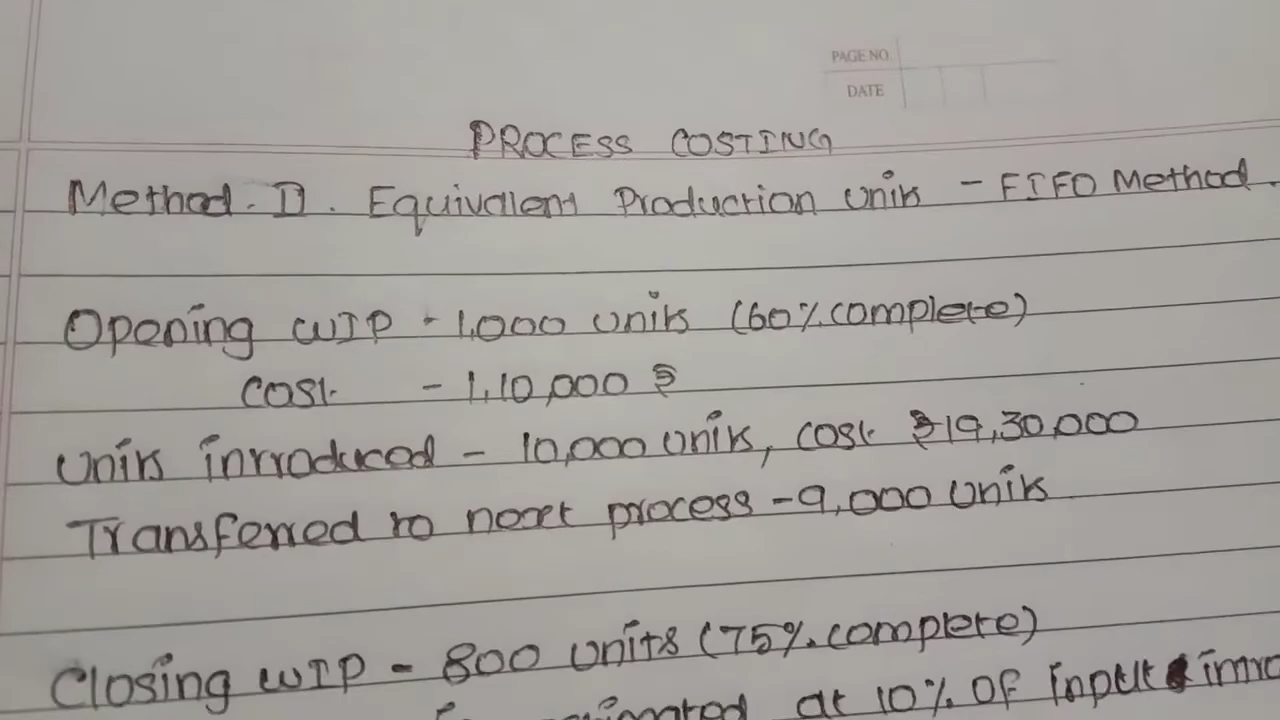 PAGE NO.
DATE
PROCESS COSTING
Method. II. Equivalent Production Units - FIFO Method.
Opening WIP - 1,000 units (60% complete)
Cost - 1,10,000 ₹
Units introduced - 10,000 units, cost ₹19,30,000
Transferred to next process - 9,000 units
Closing WIP - 800 units (75% complete)
at 10% of input